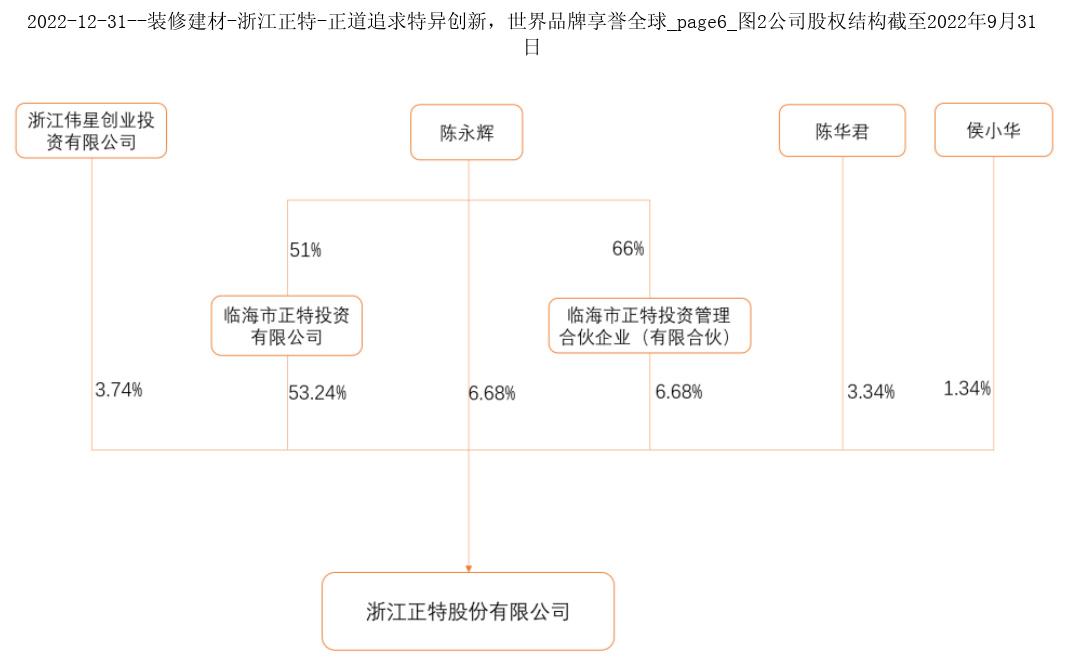 2022-12-31--装修建材-浙江正特-正道追求特异创新，世界品牌享誉全球_page6_图2公司股权结构截至2022年9月31
日
浙江伟星创业投
资有限公司
陈永辉
陈华君
侯小华
51%
66%
临海市正特投资
有限公司
临海市正特投资管理
合伙企业（有限合伙）
3.74%
53.24%
6.68%
6.68%
3.34%
1.34%
浙江正特股份有限公司